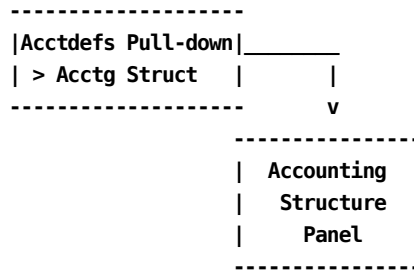 Acctdefs Pull-down
> Acctg Struct
v
Accounting
Structure
Panel